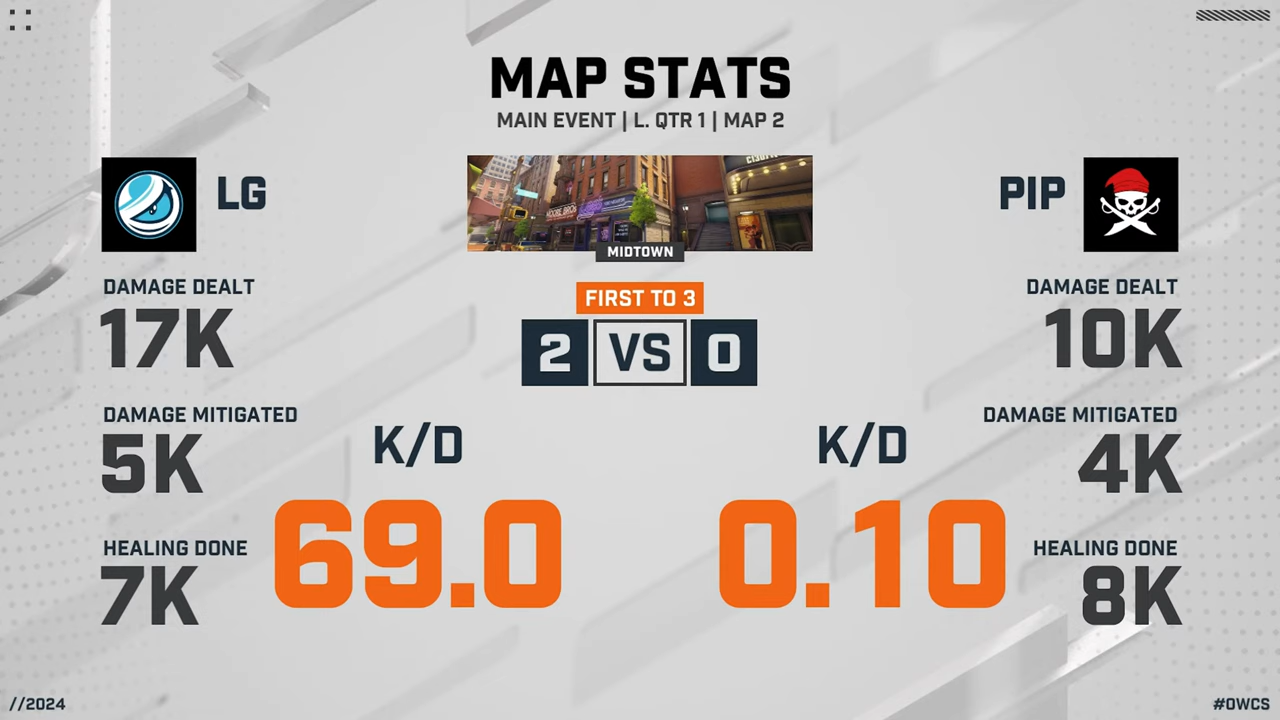 MAP STATS
MAIN EVENT | L. QTR 1 | MAP 2
LG
PIP
MOORE BROS
MIDTOWN
FIRST TO 3
2 VS 0
DAMAGE DEALT
17K
DAMAGE MITIGATED
5K
HEALING DONE
7K
K/D
69.0
K/D
0.10
DAMAGE DEALT
10K
DAMAGE MITIGATED
4K
HEALING DONE
8K
//2024
#OWCS